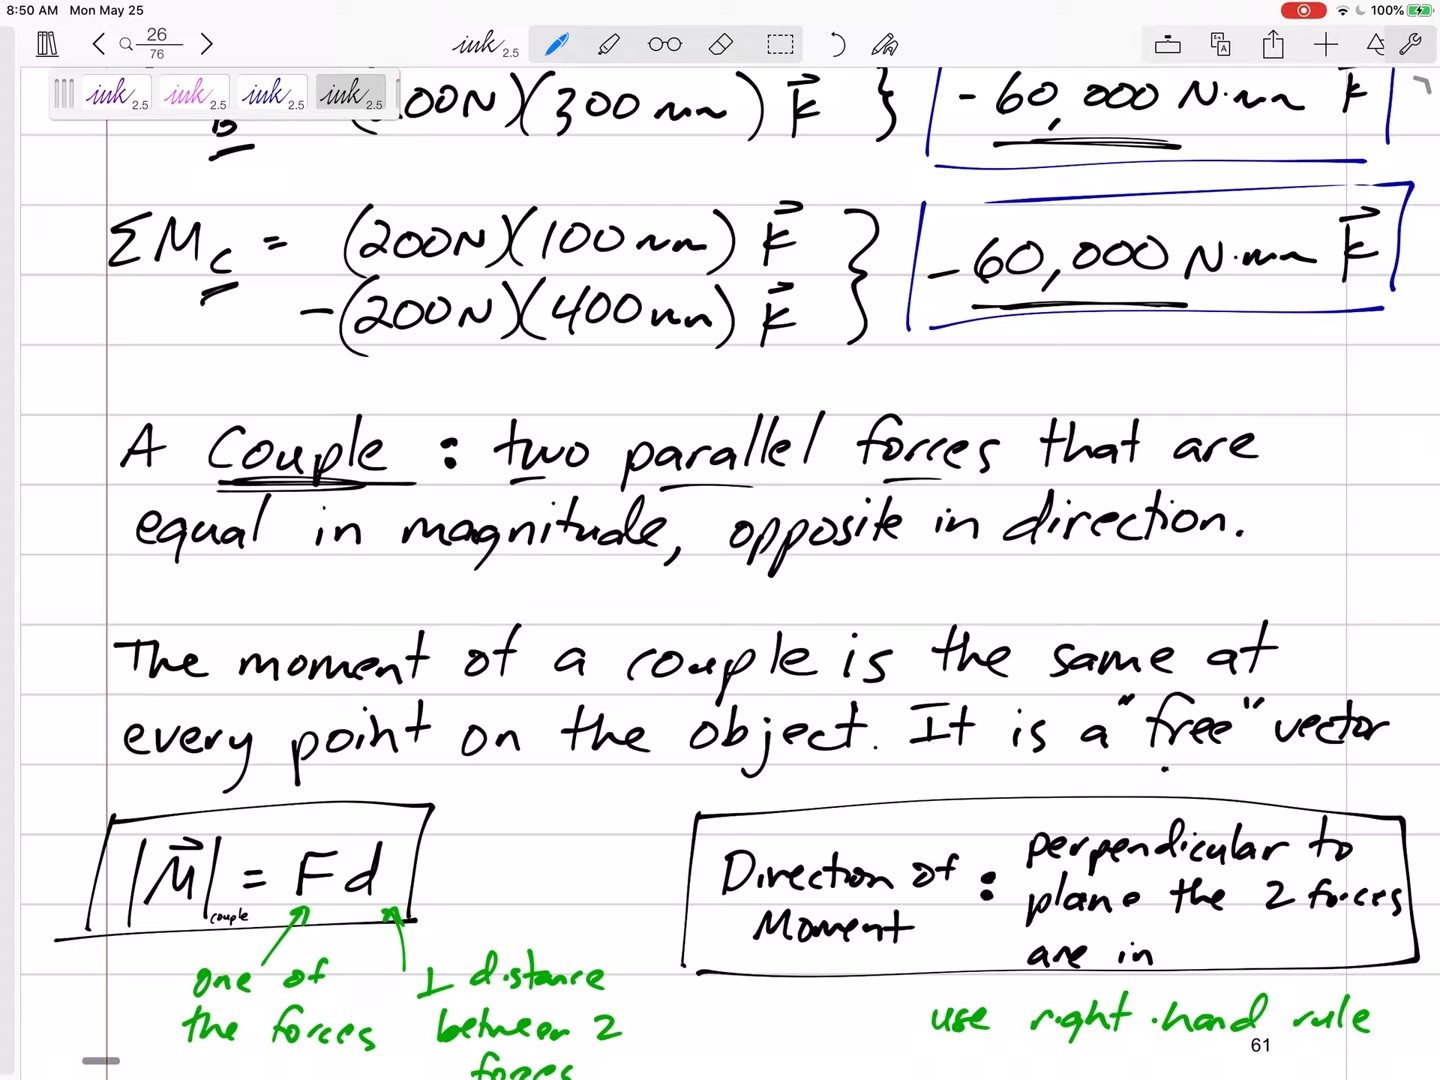 8:50 AM Mon May 25
100%
26
76
ink 2.5
ink 2.5 ink 2.5 ink 2.5 ink 2.5
B 00N)(300 mm) k } -60,000 N·mm k
ΣM_C = (200N)(100mm) k } -60,000 N·mm k
-(200N)(400mm) k
A Couple : two parallel forces that are
equal in magnitude, opposite in direction.
The moment of a couple is the same at
every point on the object. It is a "free" vector
|M|couple = Fd
Direction of Moment : perpendicular to
plane the 2 forces
are in
one of
the forces
⊥ distance
between 2
forces
use right-hand rule
61